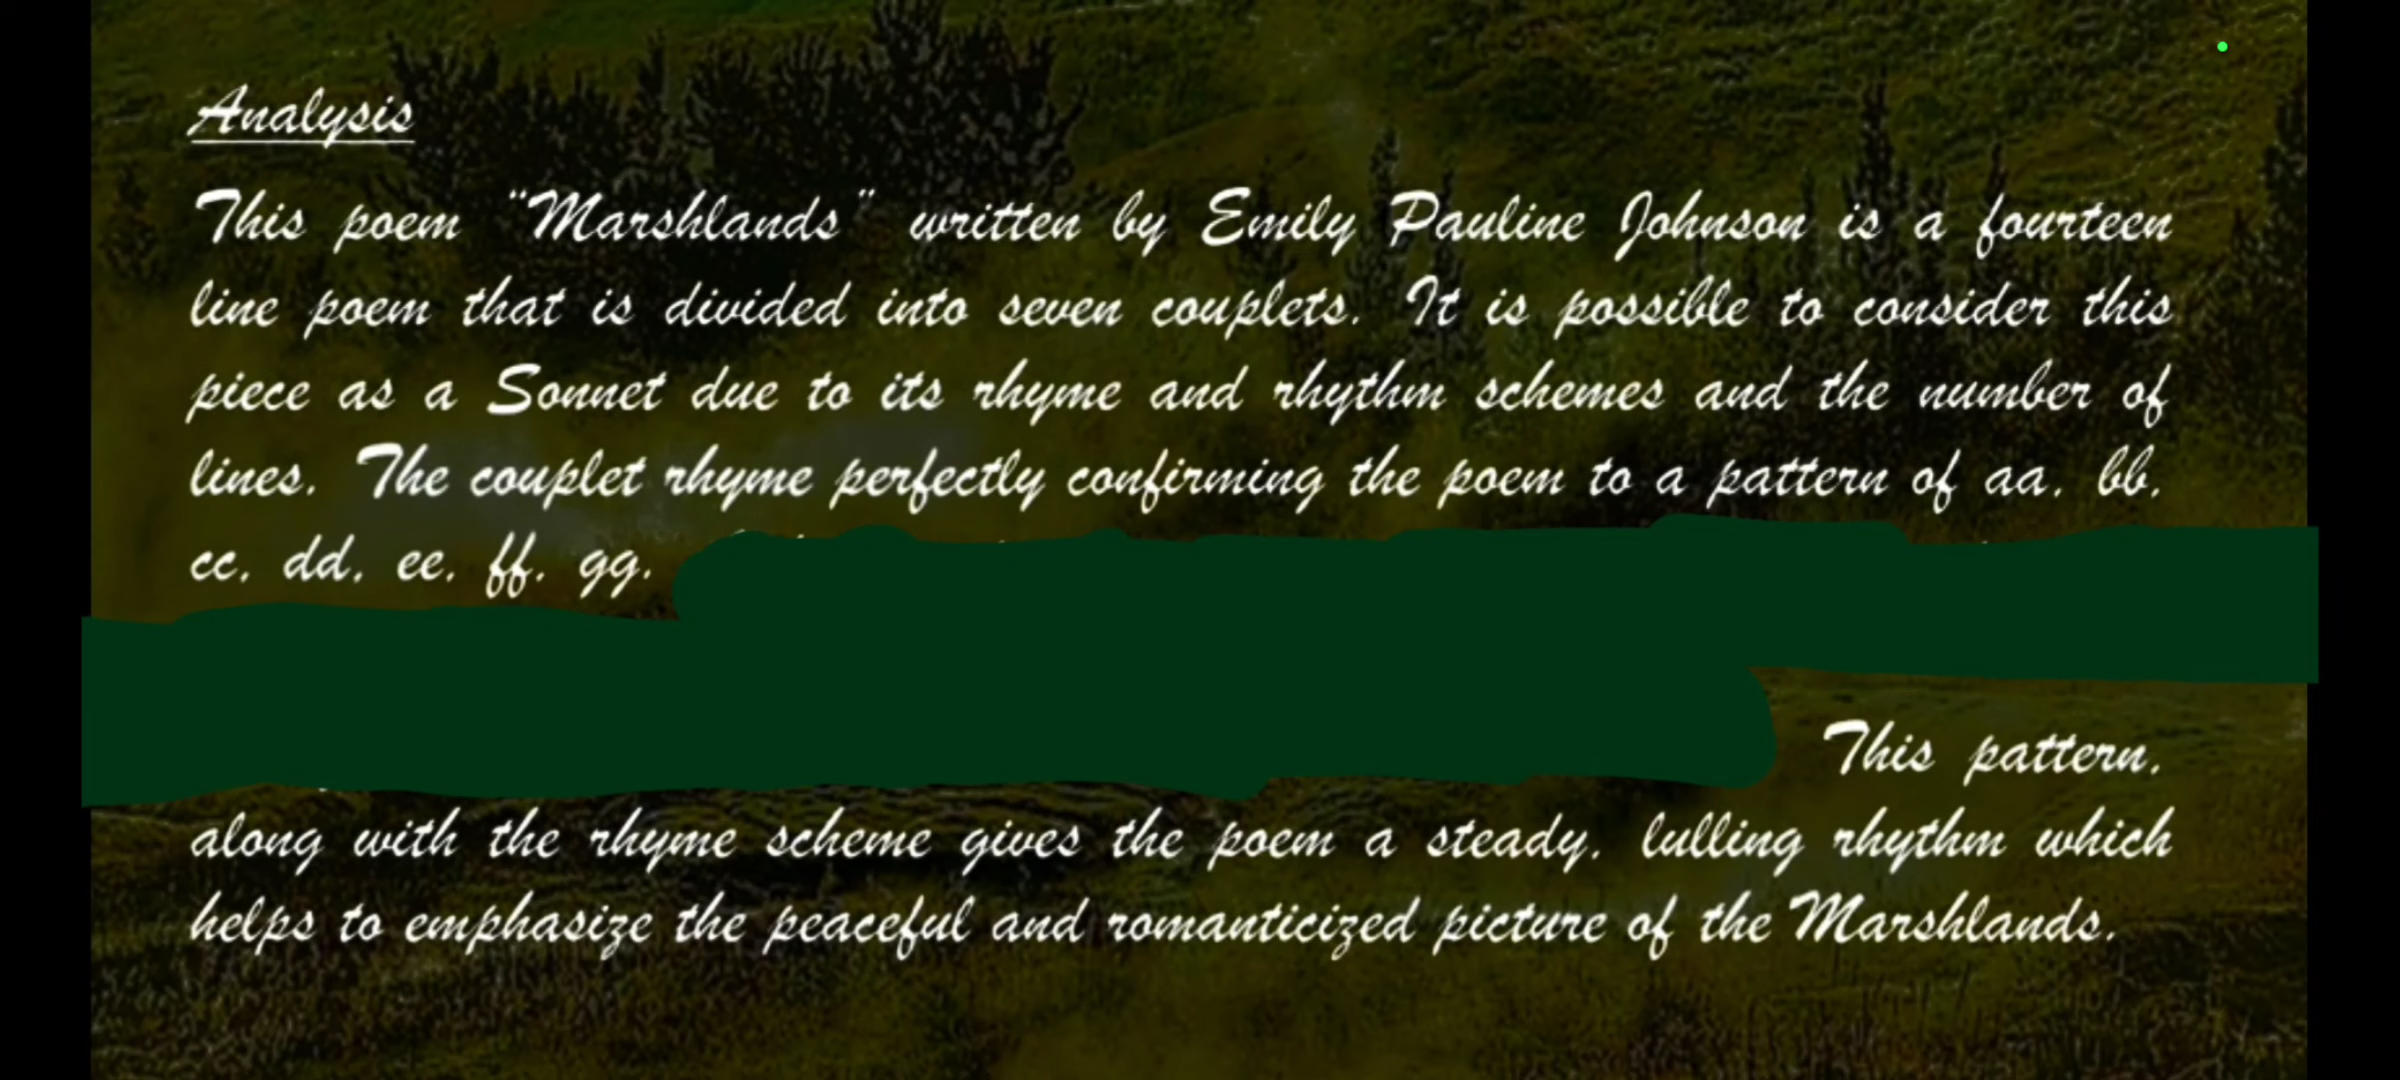 Analysis
This poem "Marshlands" written by Emily Pauline Johnson is a fourteen
line poem that is divided into seven couplets. It is possible to consider this
piece as a Sonnet due to its rhyme and rhythm schemes and the number of
lines. The couplet rhyme perfectly confirming the poem to a pattern of aa, bb,
cc, dd, ee, ff, gg.
This pattern,
along with the rhyme scheme gives the poem a steady, lulling rhythm which
helps to emphasize the peaceful and romanticized picture of the Marshlands.